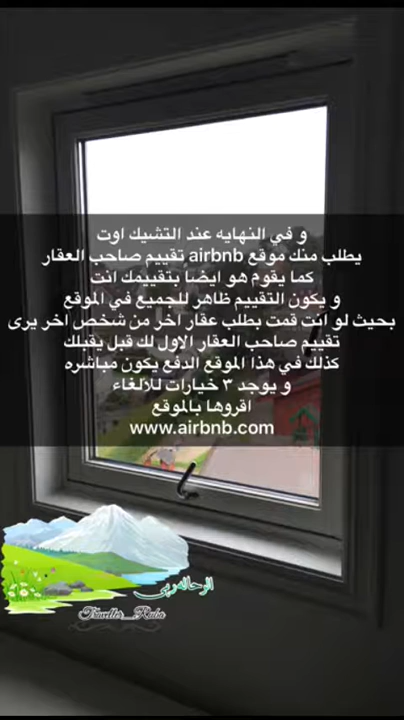 و في النهايه عند التشيك اوت
يطلب منك موقع airbnb تقييم صاحب العقار
كما يقوم هو ايضاً بتقييمك انت
و يكون التقييم ظاهر للجميع في الموقع
بحيث لو انت قمت بطلب عقار اخر من شخص اخر يرى
تقييم صاحب العقار الاول لك قبل يقبلك
كذلك في هذا الموقع الدفع يكون مباشره
و يوجد ٣ خيارات للالغاء
اقروها بالموقع
www.airbnb.com
الرحاله ربى
Traveller_Ruba